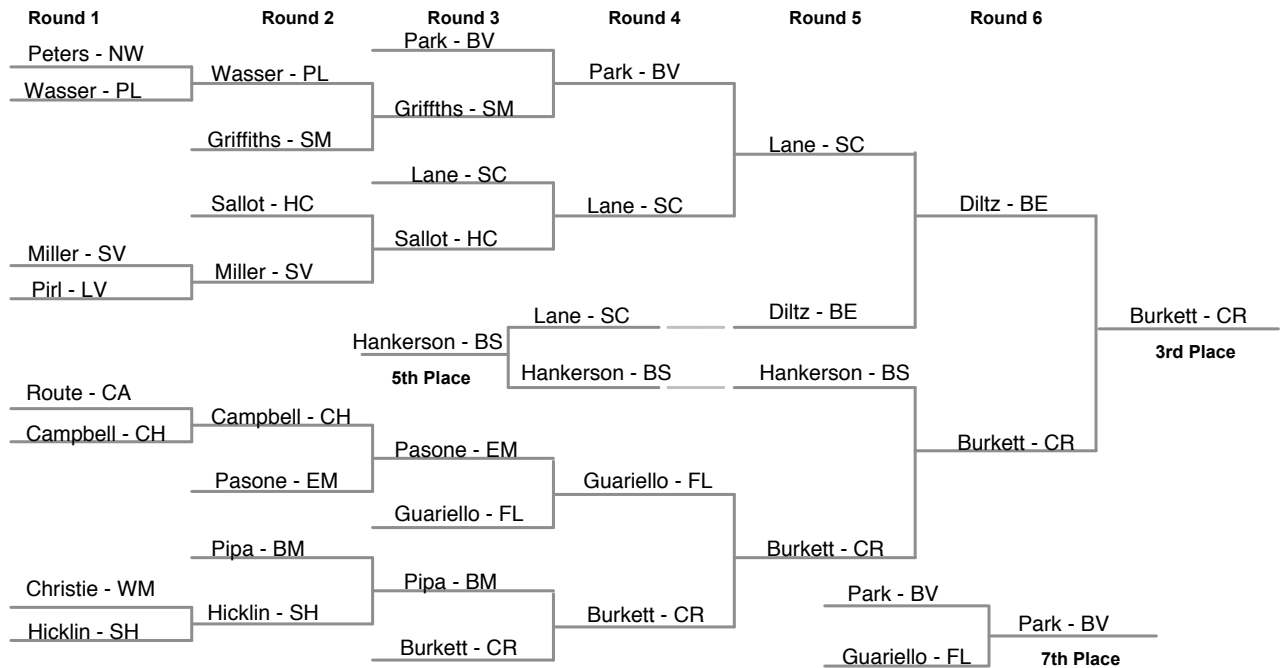 Round 1
Round 2
Round 3
Round 4
Round 5
Round 6
Peters - NW
Wasser - PL
Wasser - PL
Griffiths - SM
Park - BV
Griffths - SM
Park - BV
Lane - SC
Sallot - HC
Lane - SC
Sallot - HC
Lane - SC
Miller - SV
Pirl - LV
Miller - SV
Diltz - BE
Lane - SC
Diltz - BE
Hankerson - BS
5th Place
Hankerson - BS
Hankerson - BS
Burkett - CR
3rd Place
Route - CA
Campbell - CH
Campbell - CH
Pasone - EM
Pasone - EM
Guariello - FL
Guariello - FL
Burkett - CR
Pipa - BM
Christie - WM
Hicklin - SH
Hicklin - SH
Pipa - BM
Burkett - CR
Burkett - CR
Burkett - CR
Park - BV
Guariello - FL
Park - BV
7th Place